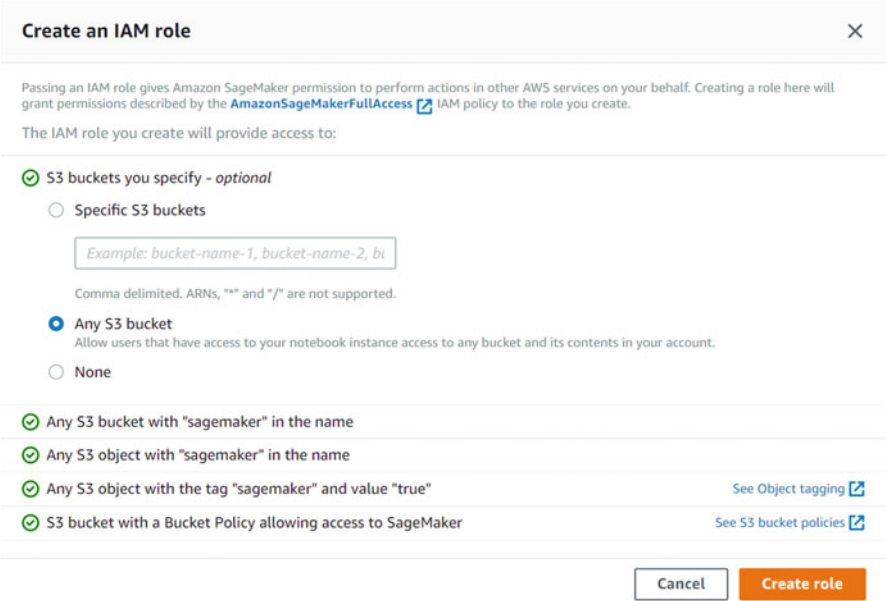 Create an IAM role
Passing an IAM role gives Amazon SageMaker permission to perform actions in other AWS services on your behalf. Creating a role here will
grant permissions described by the AmazonSageMakerFullAccess IAM policy to the role you create.
The IAM role you create will provide access to:
S3 buckets you specify - optional
Specific S3 buckets
Example: bucket-name-1, bucket-name-2, bu
Comma delimited. ARNs, "*" and "/" are not supported.
Any S3 bucket
Allow users that have access to your notebook instance access to any bucket and its contents in your account.
None
Any S3 bucket with "sagemaker" in the name
Any S3 object with "sagemaker" in the name
Any S3 object with the tag "sagemaker" and value "true" See Object tagging
S3 bucket with a Bucket Policy allowing access to SageMaker See S3 bucket policies
Cancel Create role